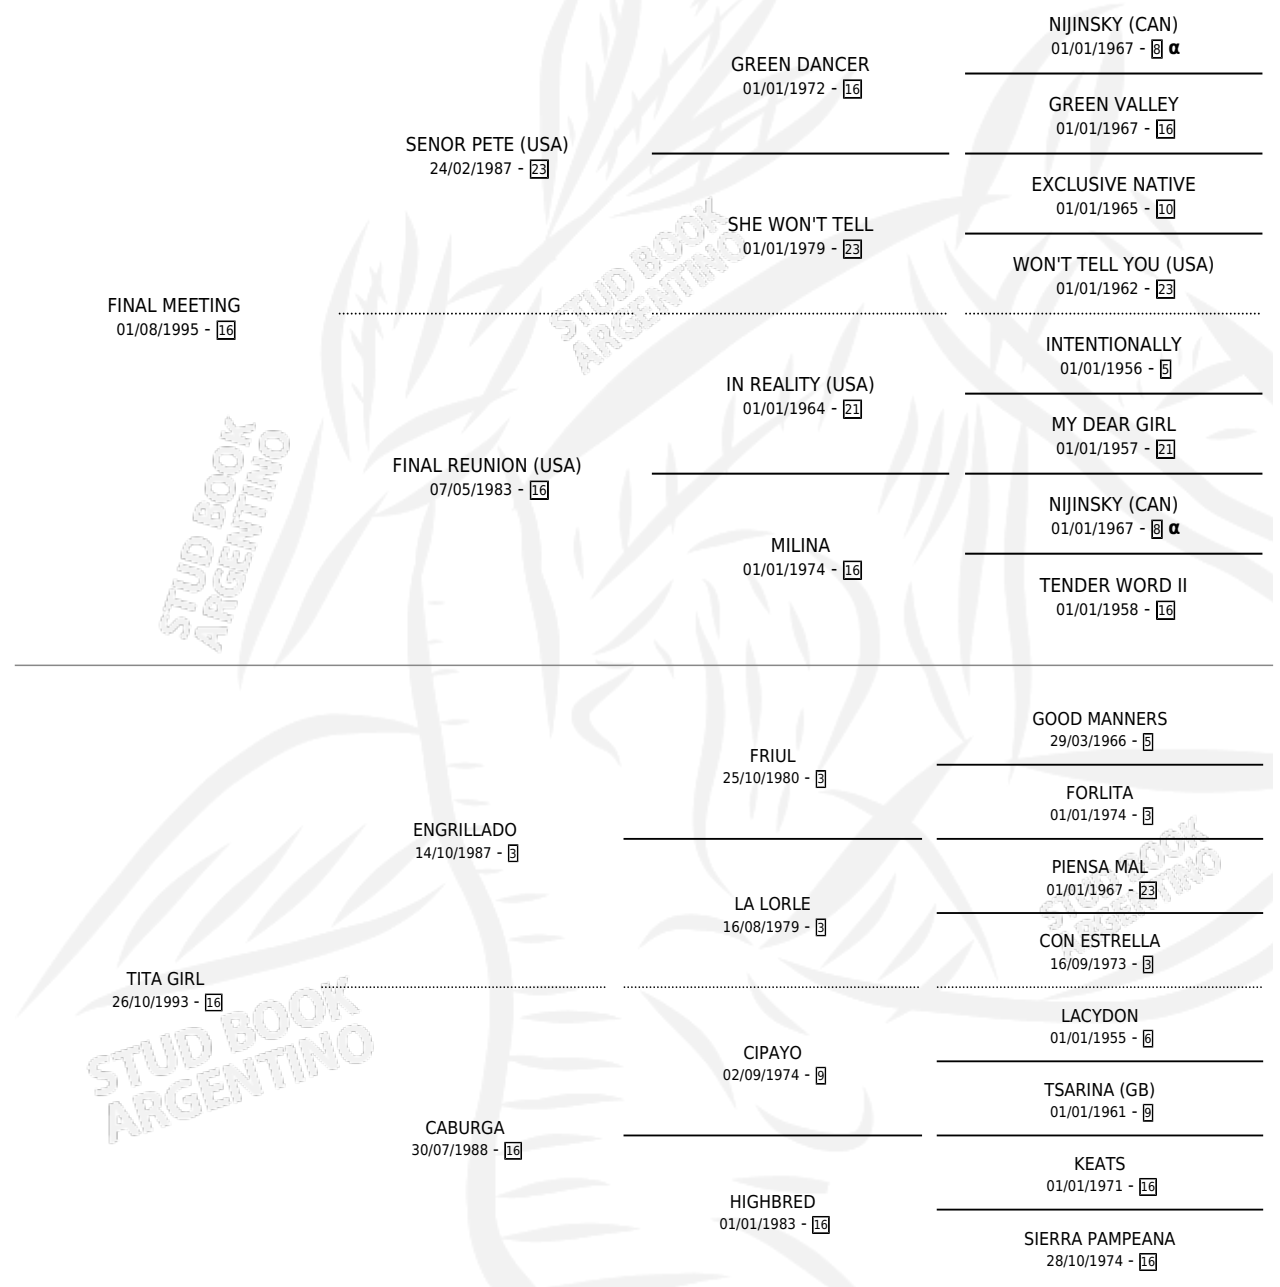 NIJINSKY (CAN)
01/01/1967 - 8 α
GREEN DANCER
01/01/1972 - 16
GREEN VALLEY
01/01/1967 - 16
SENOR PETE (USA)
24/02/1987 - 23
EXCLUSIVE NATIVE
01/01/1965 - 10
SHE WON'T TELL
01/01/1979 - 23
WON'T TELL YOU (USA)
01/01/1962 - 23
FINAL MEETING
01/08/1995 - 16
INTENTIONALLY
01/01/1956 - 5
IN REALITY (USA)
01/01/1964 - 21
MY DEAR GIRL
01/01/1957 - 21
FINAL REUNION (USA)
07/05/1983 - 16
NIJINSKY (CAN)
01/01/1967 - 8 α
MILINA
01/01/1974 - 16
TENDER WORD II
01/01/1958 - 16
GOOD MANNERS
29/03/1966 - 5
FRIUL
25/10/1980 - 3
FORLITA
01/01/1974 - 3
ENGRILLADO
14/10/1987 - 3
PIENSA MAL
01/01/1967 - 23
LA LORLE
16/08/1979 - 3
CON ESTRELLA
16/09/1973 - 3
TITA GIRL
26/10/1993 - 16
LACYDON
01/01/1955 - 6
CIPAYO
02/09/1974 - 9
TSARINA (GB)
01/01/1961 - 9
CABURGA
30/07/1988 - 16
KEATS
01/01/1971 - 16
HIGHBRED
01/01/1983 - 16
SIERRA PAMPEANA
28/10/1974 - 16
STUD BOOK
ARGENTINO
STUD BOOK
ARGENTINO
STUD BOOK
ARGENTINO
STUD BOOK
ARGENTINO